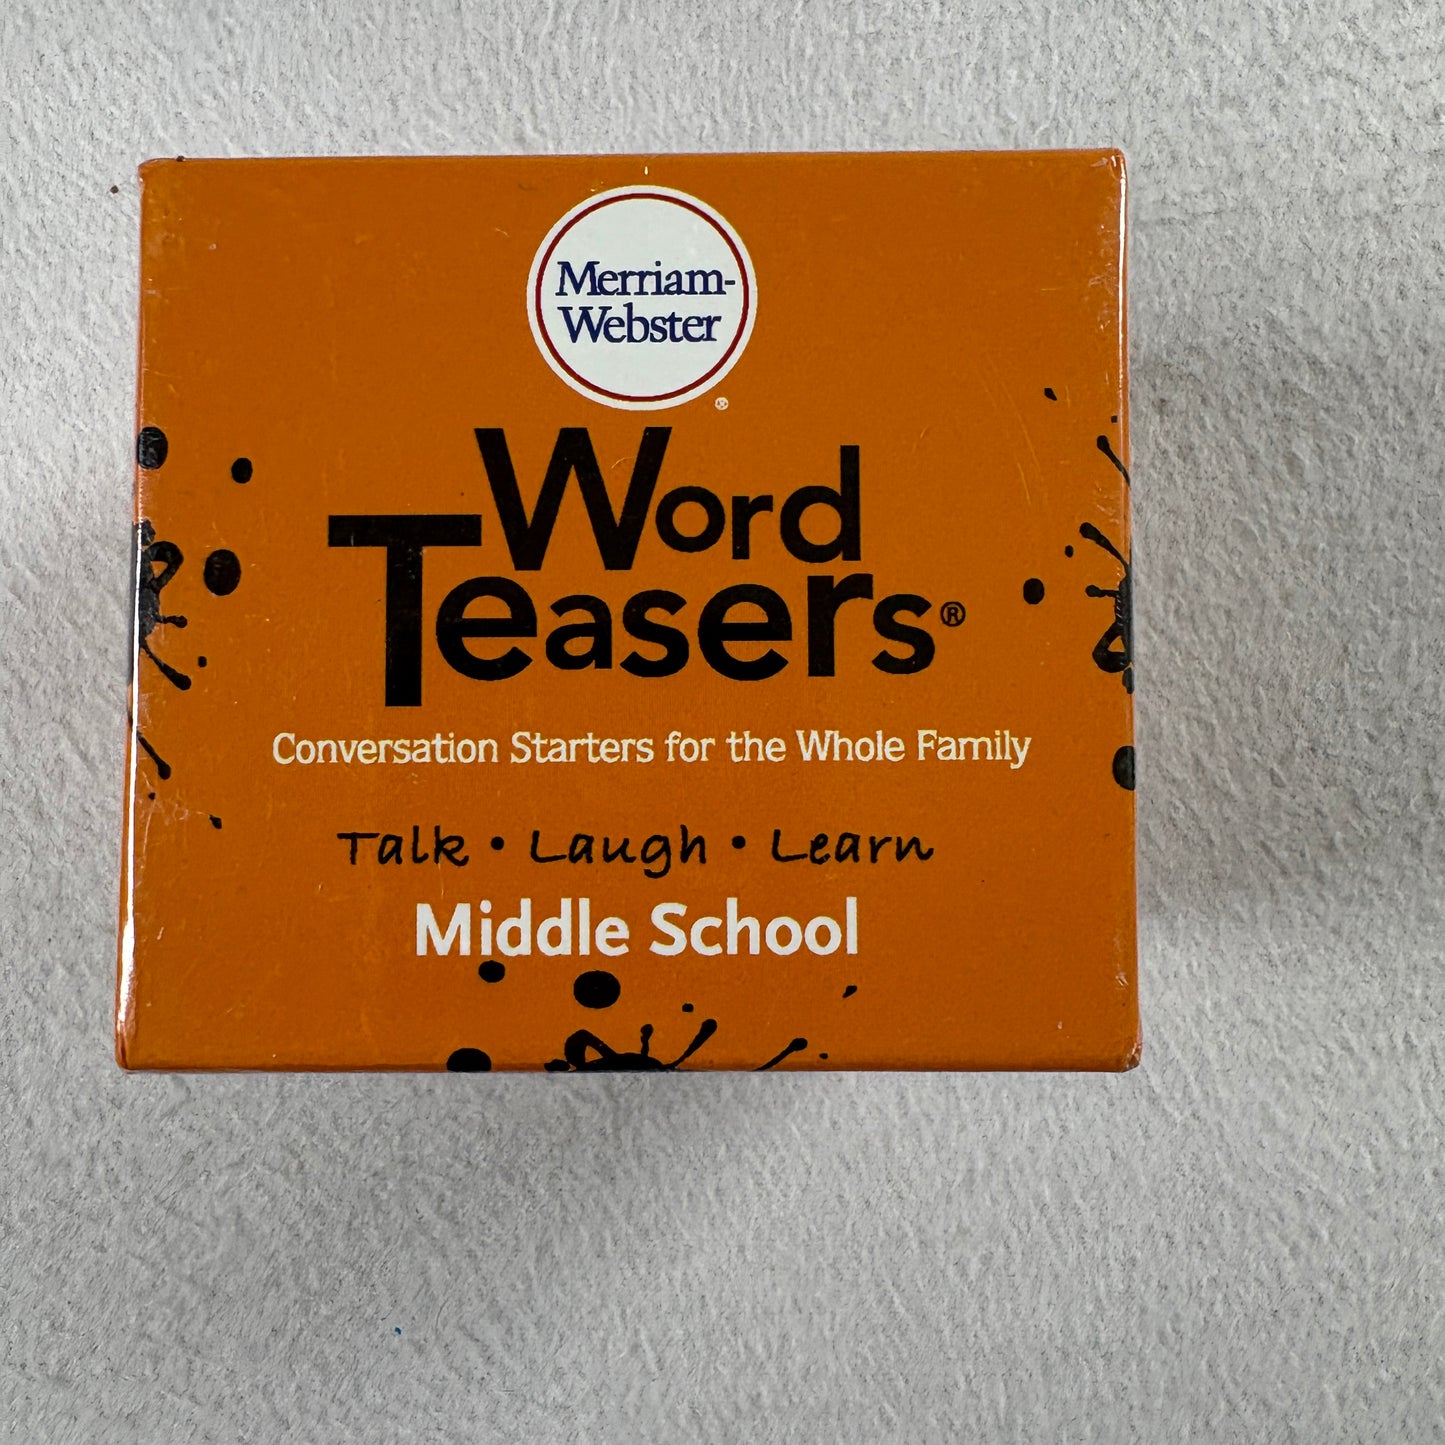 Merriam-
Webster
®
Word
Teasers®
Conversation Starters for the Whole Family
Talk • Laugh • Learn
Middle School